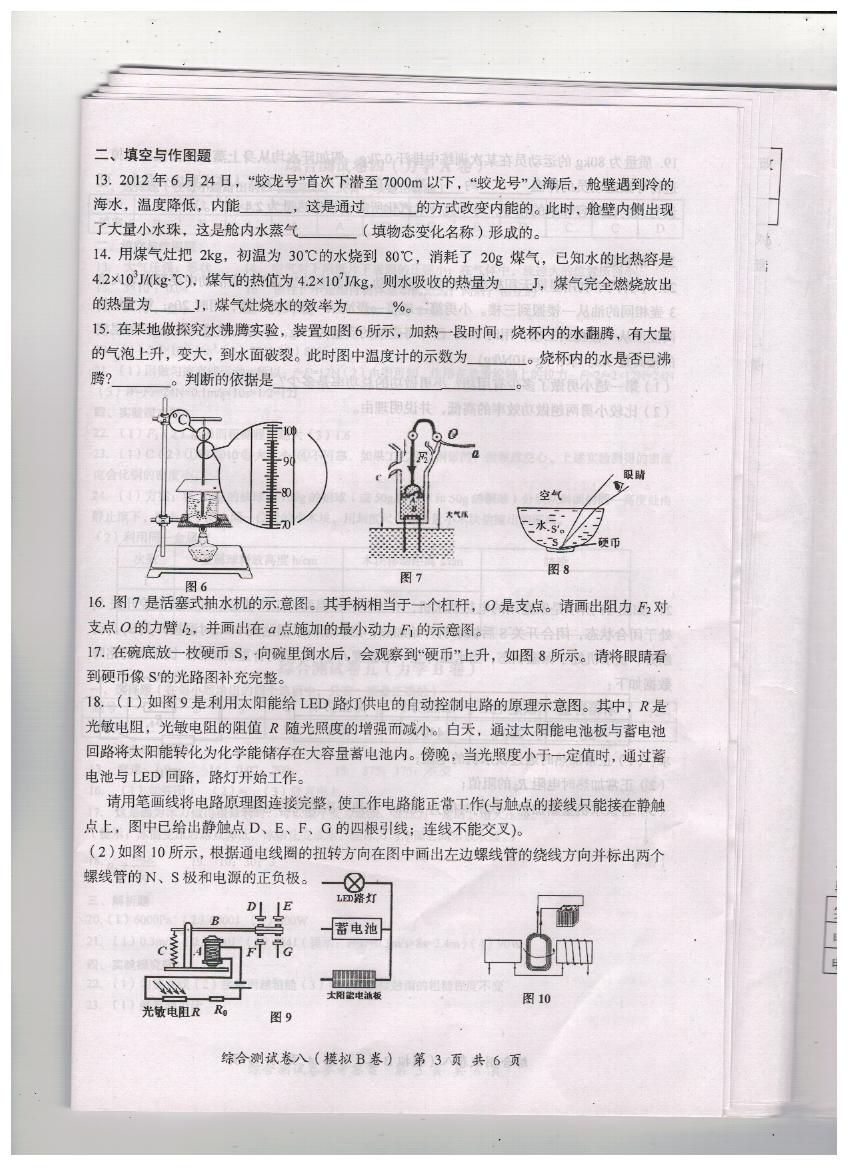 二、填空与作图题
13. 2012年6月24日，“蛟龙号”首次下潜至7000m以下，“蛟龙号”入海后，舱壁遇到冷的
海水，温度降低，内能______，这是通过______的方式改变内能的。此时，舱壁内侧出现
了大量小水珠，这是舱内水蒸气______（填物态变化名称）形成的。
14. 用煤气灶把 2kg，初温为 30℃的水烧到 80℃，消耗了 20g 煤气，已知水的比热容是
4.2×10³J/(kg·℃)，煤气的热值为 4.2×10⁷J/kg，则水吸收的热量为____J，煤气完全燃烧放出
的热量为_____J，煤气灶烧水的效率为_____%。
15. 在某地做探究水沸腾实验，装置如图6所示，加热一段时间，烧杯内的水翻腾，有大量
的气泡上升，变大，到水面破裂。此时图中温度计的示数为_______。烧杯内的水是否已沸
腾?_______。判断的依据是______________________________。
℃
100
90
80
70
图6
O
F₂
a
c
大气压
图7
眼睛
空气
水
S'
S
硬币
图8
16. 图7是活塞式抽水机的示意图。其手柄相当于一个杠杆，O是支点。请画出阻力 F₂对
支点O的力臂 l₂，并画出在a点施加的最小动力 F₁的示意图。
17. 在碗底放一枚硬币 S，向碗里倒水后，会观察到“硬币”上升，如图8所示。请将眼睛看
到硬币像 S'的光路图补充完整。
18.（1）如图9是利用太阳能给LED路灯供电的自动控制电路的原理示意图。其中，R是
光敏电阻，光敏电阻的阻值 R 随光照度的增强而减小。白天，通过太阳能电池板与蓄电池
回路将太阳能转化为化学能储存在大容量蓄电池内。傍晚，当光照度小于一定值时，通过蓄
电池与LED回路，路灯开始工作。
请用笔画线将电路原理图连接完整，使工作电路能正常工作(与触点的接线只能接在静触
点上，图中已给出静触点 D、E、F、G 的四根引线；连线不能交叉)。
（2）如图10所示，根据通电线圈的扭转方向在图中画出左边螺线管的绕线方向并标出两个
螺线管的N、S极和电源的正负极。
D
E
B
C
A
F
G
光敏电阻R
R₀
LED路灯
蓄电池
太阳能电池板
图9
图10
综合测试卷八（模拟B卷） 第 3 页 共 6 页